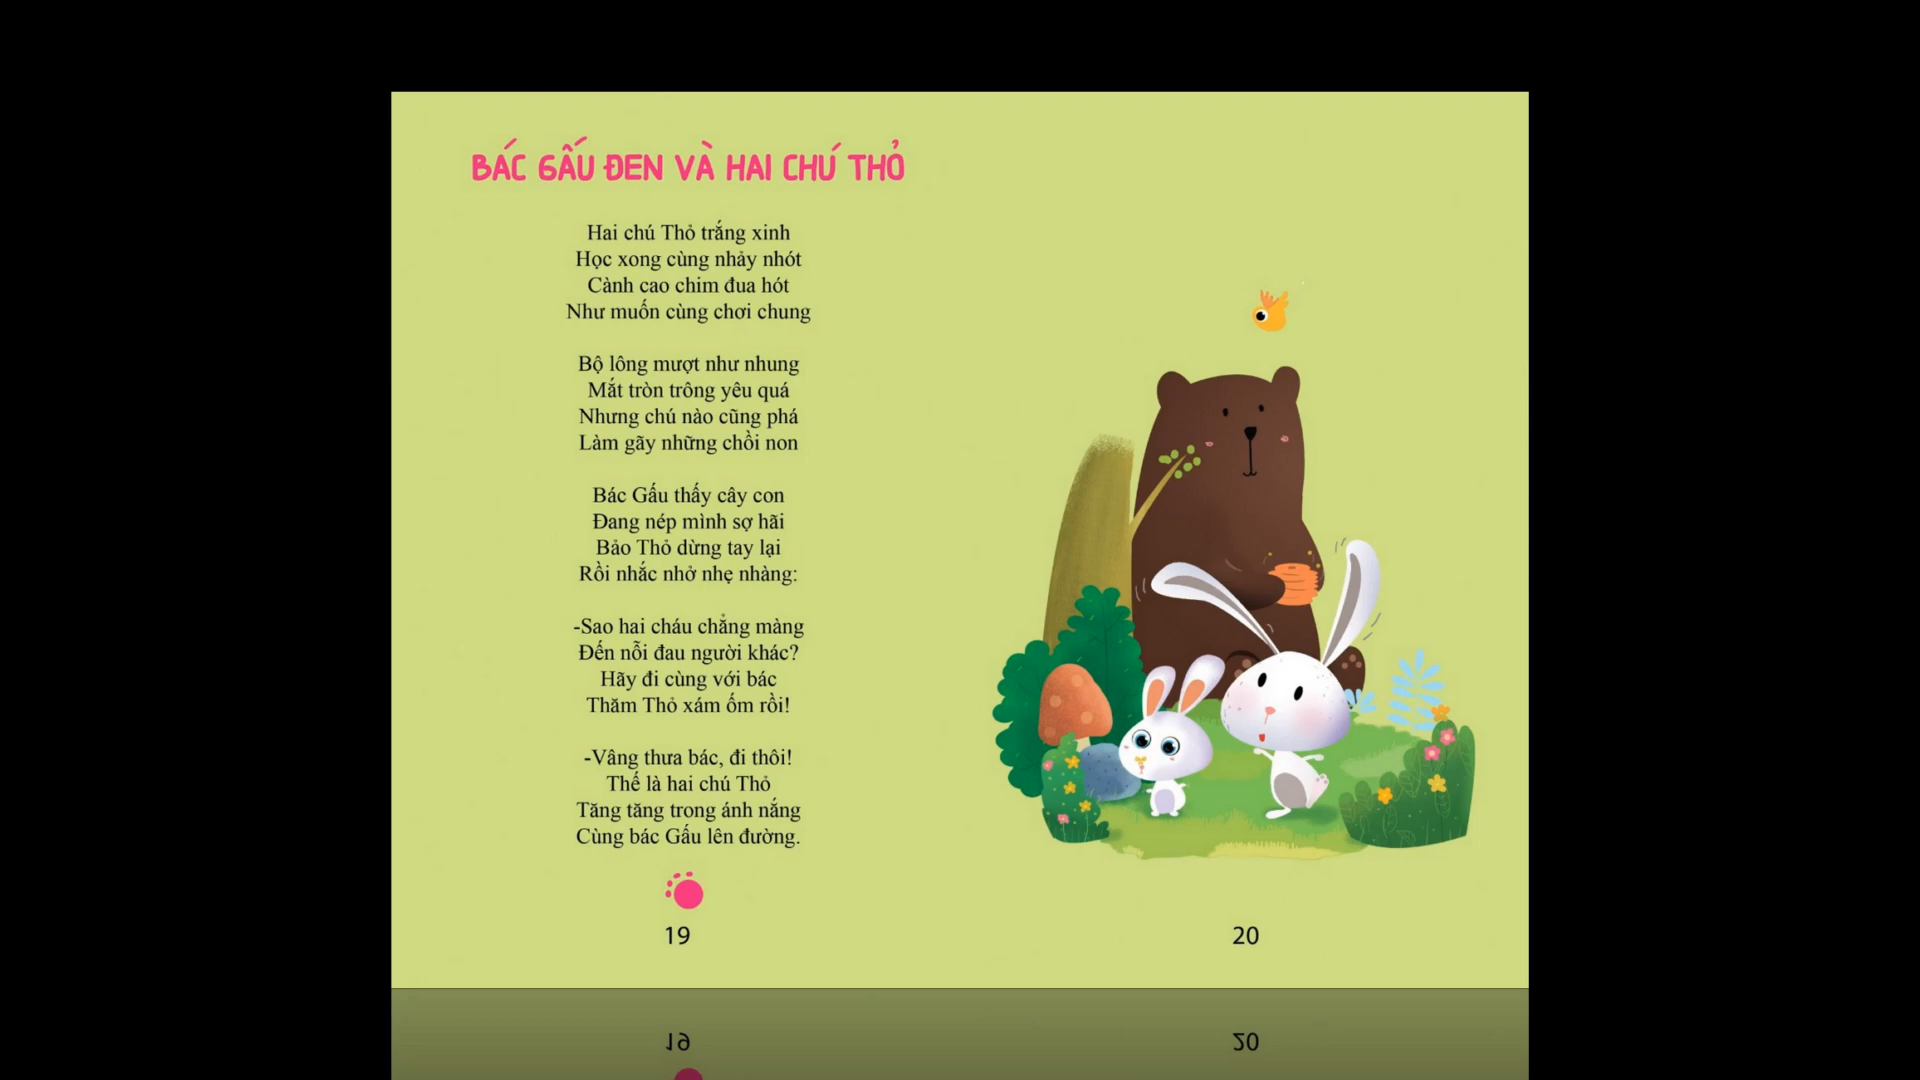 BÁC GẤU ĐEN VÀ HAI CHÚ THỎ
Hai chú Thỏ trắng xinh
Học xong cùng nhảy nhót
Cành cao chim đua hót
Như muốn cùng chơi chung
Bộ lông mượt như nhung
Mắt tròn trông yêu quá
Nhưng chú nào cũng phá
Làm gãy những chồi non
Bác Gấu thấy cây con
Đang nép mình sợ hãi
Bảo Thỏ dừng tay lại
Rồi nhắc nhở nhẹ nhàng:
-Sao hai cháu chẳng màng
Đến nỗi đau người khác?
Hãy đi cùng với bác
Thăm Thỏ xám ốm rồi!
-Vâng thưa bác, đi thôi!
Thế là hai chú Thỏ
Tăng tăng trong ánh nắng
Cùng bác Gấu lên đường.
19
20
19
20